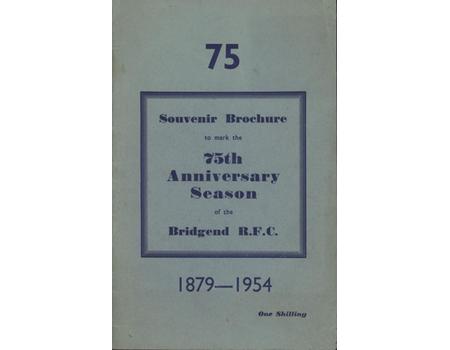 75
Souvenir Brochure
to mark the
75th
Anniversary
Season
of the
Bridgend R.F.C.
1879—1954
One Shilling